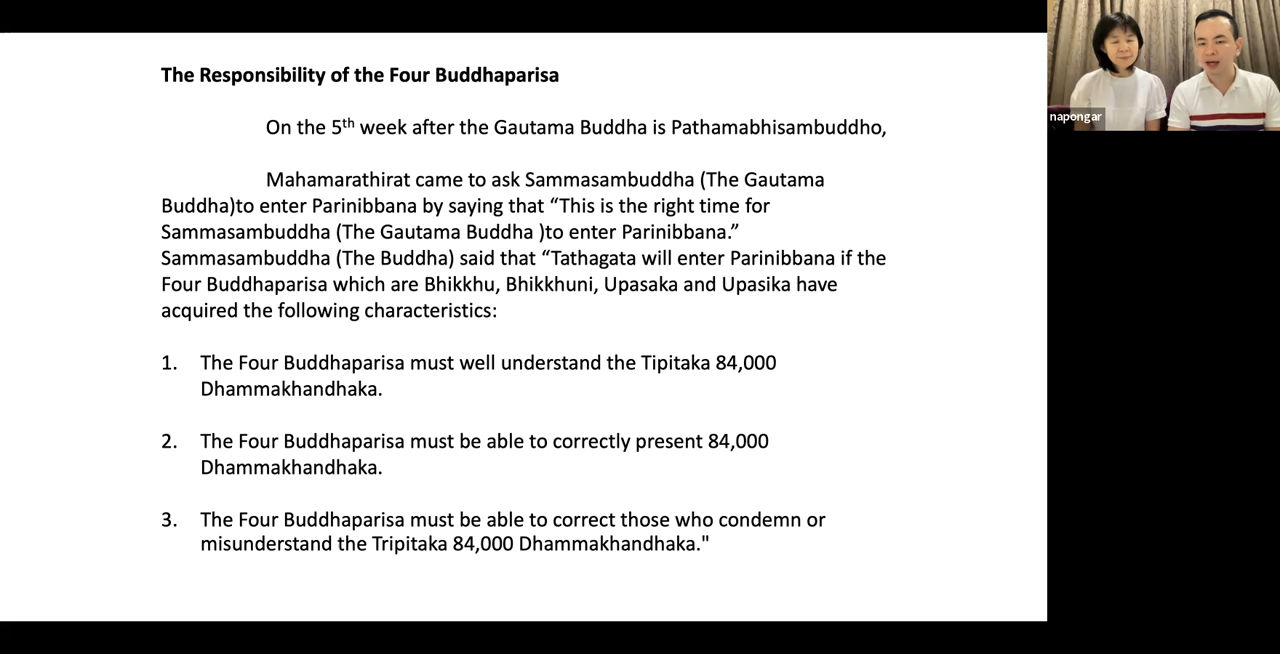 The Responsibility of the Four Buddhaparisa
On the 5th week after the Gautama Buddha is Pathamabhisambuddho,
Mahamarathirat came to ask Sammasambuddha (The Gautama
Buddha)to enter Parinibbana by saying that “This is the right time for
Sammasambuddha (The Gautama Buddha )to enter Parinibbana.”
Sammasambuddha (The Buddha) said that “Tathagata will enter Parinibbana if the
Four Buddhaparisa which are Bhikkhu, Bhikkhuni, Upasaka and Upasika have
acquired the following characteristics:
1. The Four Buddhaparisa must well understand the Tipitaka 84,000
Dhammakhandhaka.
2. The Four Buddhaparisa must be able to correctly present 84,000
Dhammakhandhaka.
3. The Four Buddhaparisa must be able to correct those who condemn or
misunderstand the Tripitaka 84,000 Dhammakhandhaka."
napongar